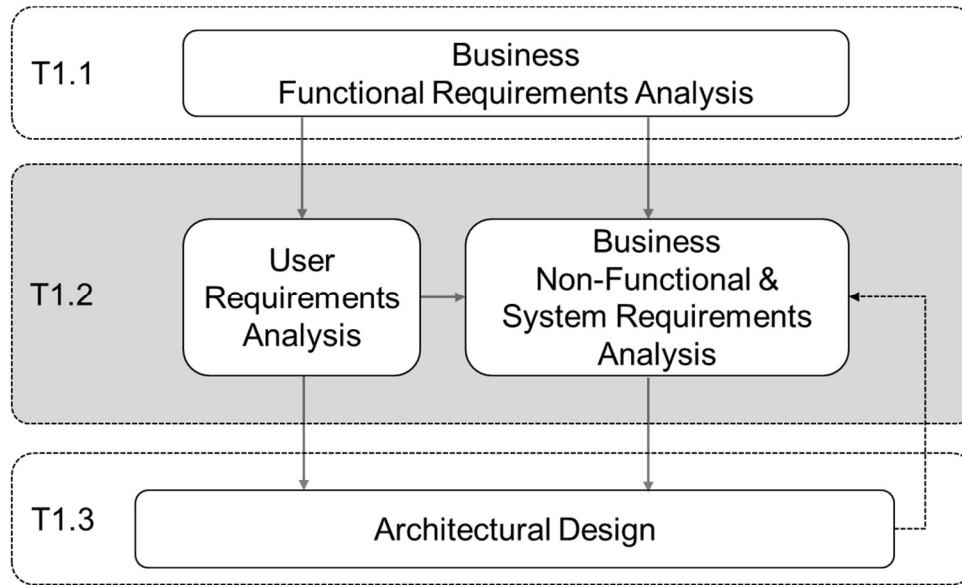 T1.1
Business
Functional Requirements Analysis
T1.2
User
Requirements
Analysis
Business
Non-Functional &
System Requirements
Analysis
T1.3
Architectural Design